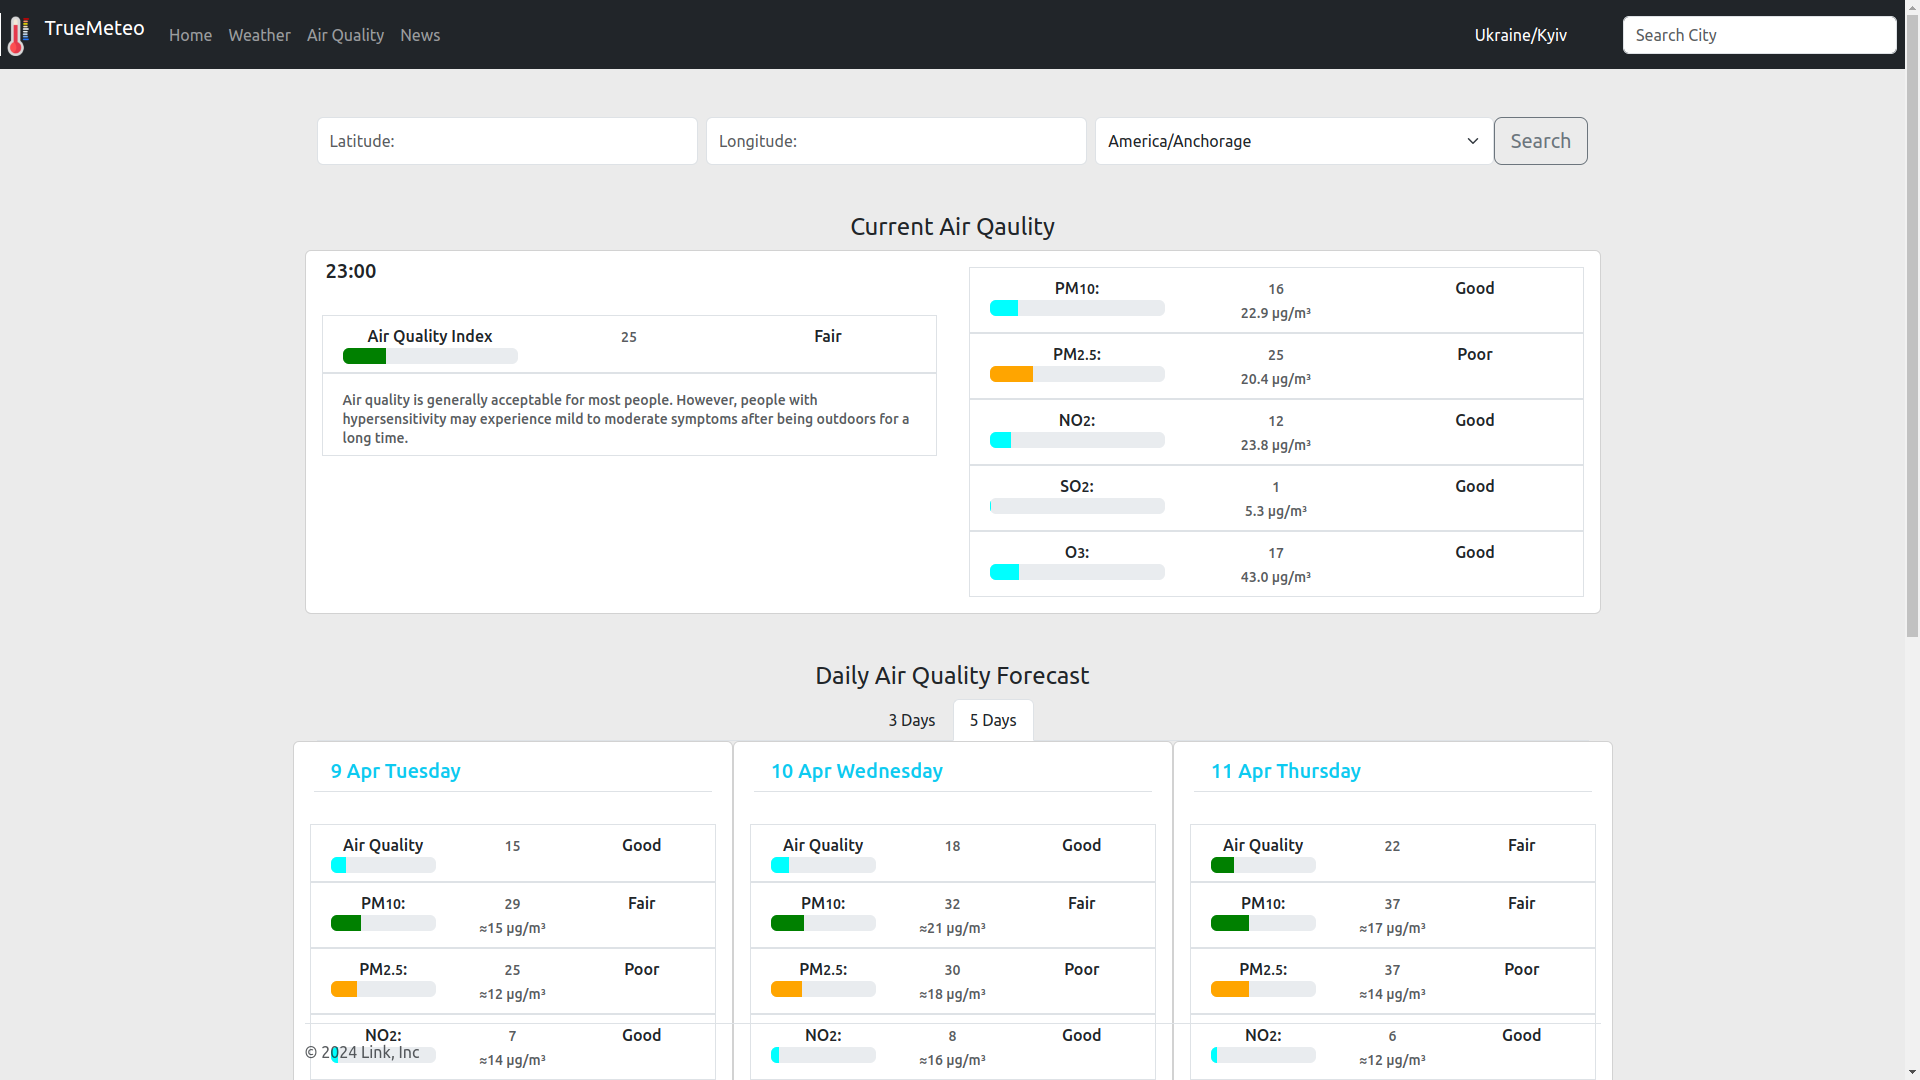 TrueMeteo
Home Weather Air Quality News
Ukraine/Kyiv
Search City
Latitude:
Longitude:
America/Anchorage
Search
Current Air Qaulity
23:00
Air Quality Index 25 Fair
Air quality is generally acceptable for most people. However, people with
hypersensitivity may experience mild to moderate symptoms after being outdoors for a
long time.
PM10: 16 Good
22.9 µg/m³
PM2.5: 25 Poor
20.4 µg/m³
NO2: 12 Good
23.8 µg/m³
SO2: 1 Good
5.3 µg/m³
O3: 17 Good
43.0 µg/m³
Daily Air Quality Forecast
3 Days 5 Days
9 Apr Tuesday
Air Quality 15 Good
PM10: 29 Fair
≈15 µg/m³
PM2.5: 25 Poor
≈12 µg/m³
NO2: 7 Good
≈14 µg/m³
10 Apr Wednesday
Air Quality 18 Good
PM10: 32 Fair
≈21 µg/m³
PM2.5: 30 Poor
≈18 µg/m³
NO2: 8 Good
≈16 µg/m³
11 Apr Thursday
Air Quality 22 Fair
PM10: 37 Fair
≈17 µg/m³
PM2.5: 37 Poor
≈14 µg/m³
NO2: 6 Good
≈12 µg/m³
© 2024 Link, Inc